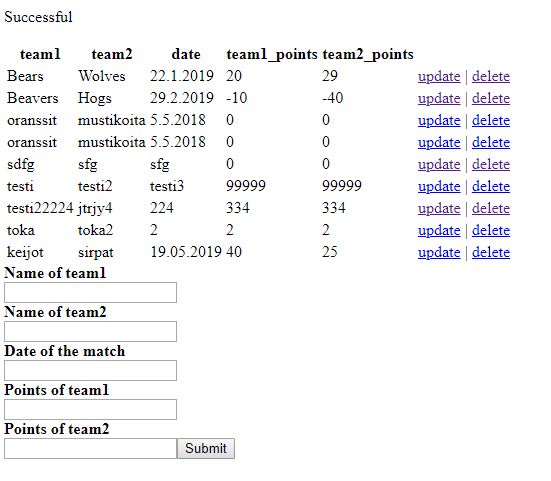 Successful
team1 team2 date team1_points team2_points
Bears Wolves 22.1.2019 20 29 update | delete
Beavers Hogs 29.2.2019 -10 -40 update | delete
oranssit mustikoita 5.5.2018 0 0 update | delete
oranssit mustikoita 5.5.2018 0 0 update | delete
sdfg sfg sfg 0 0 update | delete
testi testi2 testi3 99999 99999 update | delete
testi22224 jtrjy4 224 334 334 update | delete
toka toka2 2 2 2 update | delete
keijot sirpat 19.05.2019 40 25 update | delete
Name of team1
Name of team2
Date of the match
Points of team1
Points of team2
Submit